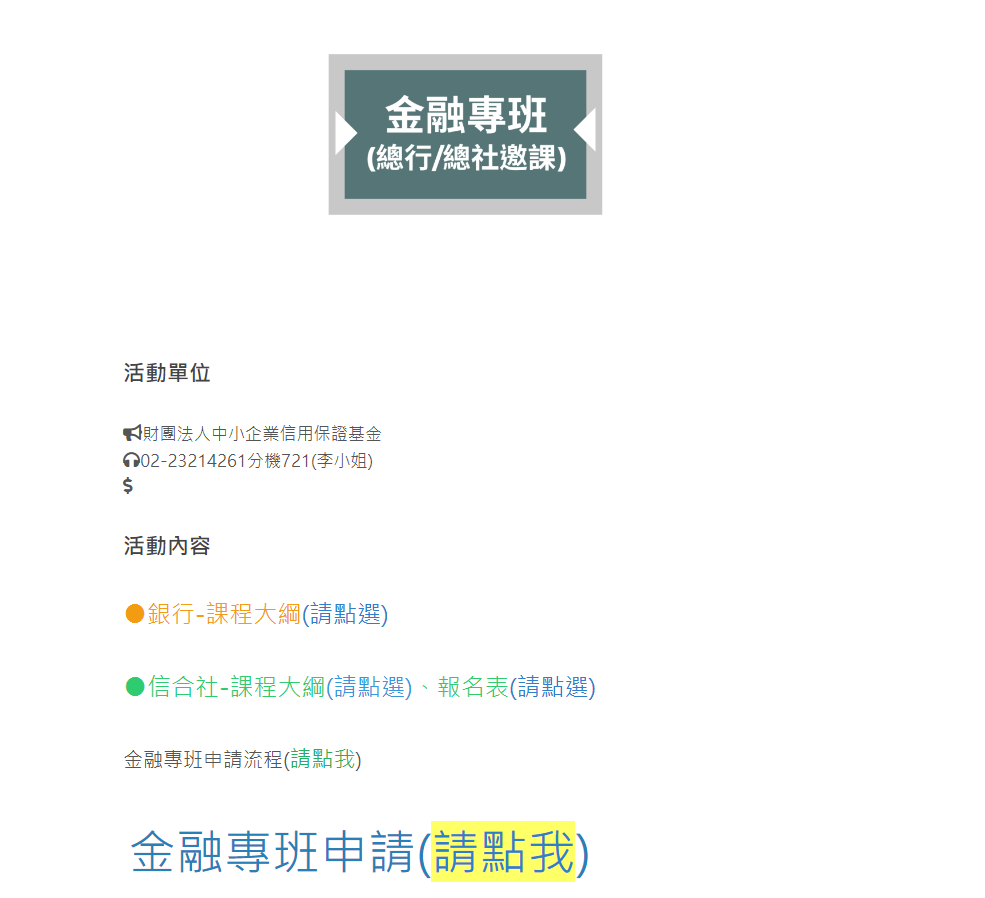 金融專班
(總行/總社邀課)
活動單位
財團法人中小企業信用保證基金
02-23214261分機721(李小姐)
$
活動內容
●銀行-課程大綱(請點選)
●信合社-課程大綱(請點選)、報名表(請點選)
金融專班申請流程(請點我)
金融專班申請(請點我)